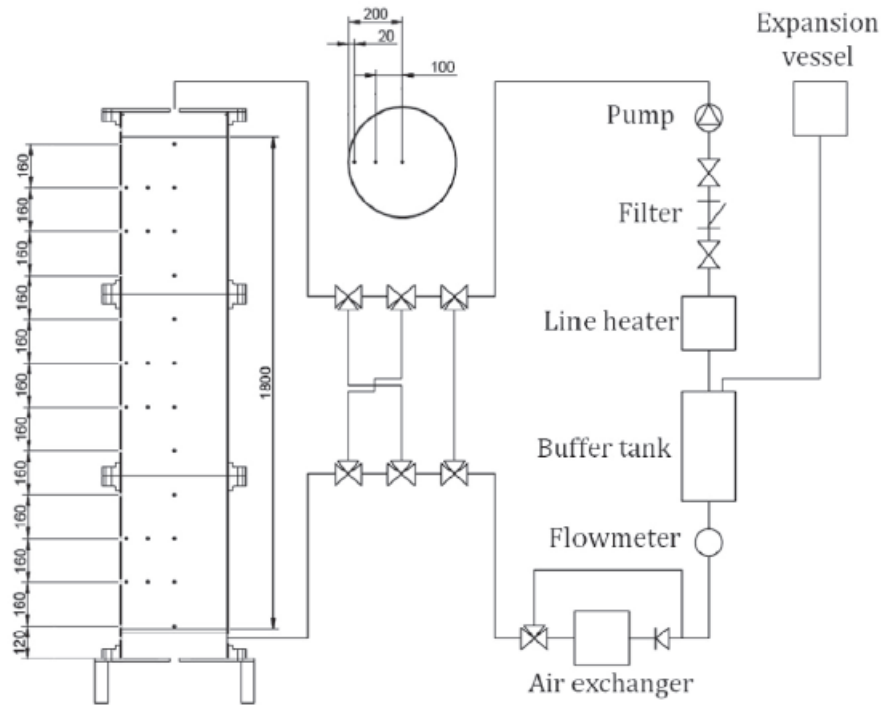 200
20
100
Expansion
vessel
Pump
Filter
Line heater
Buffer tank
Flowmeter
Air exchanger
1800
160
160
160
160
160
160
160
160
160
160
160
120